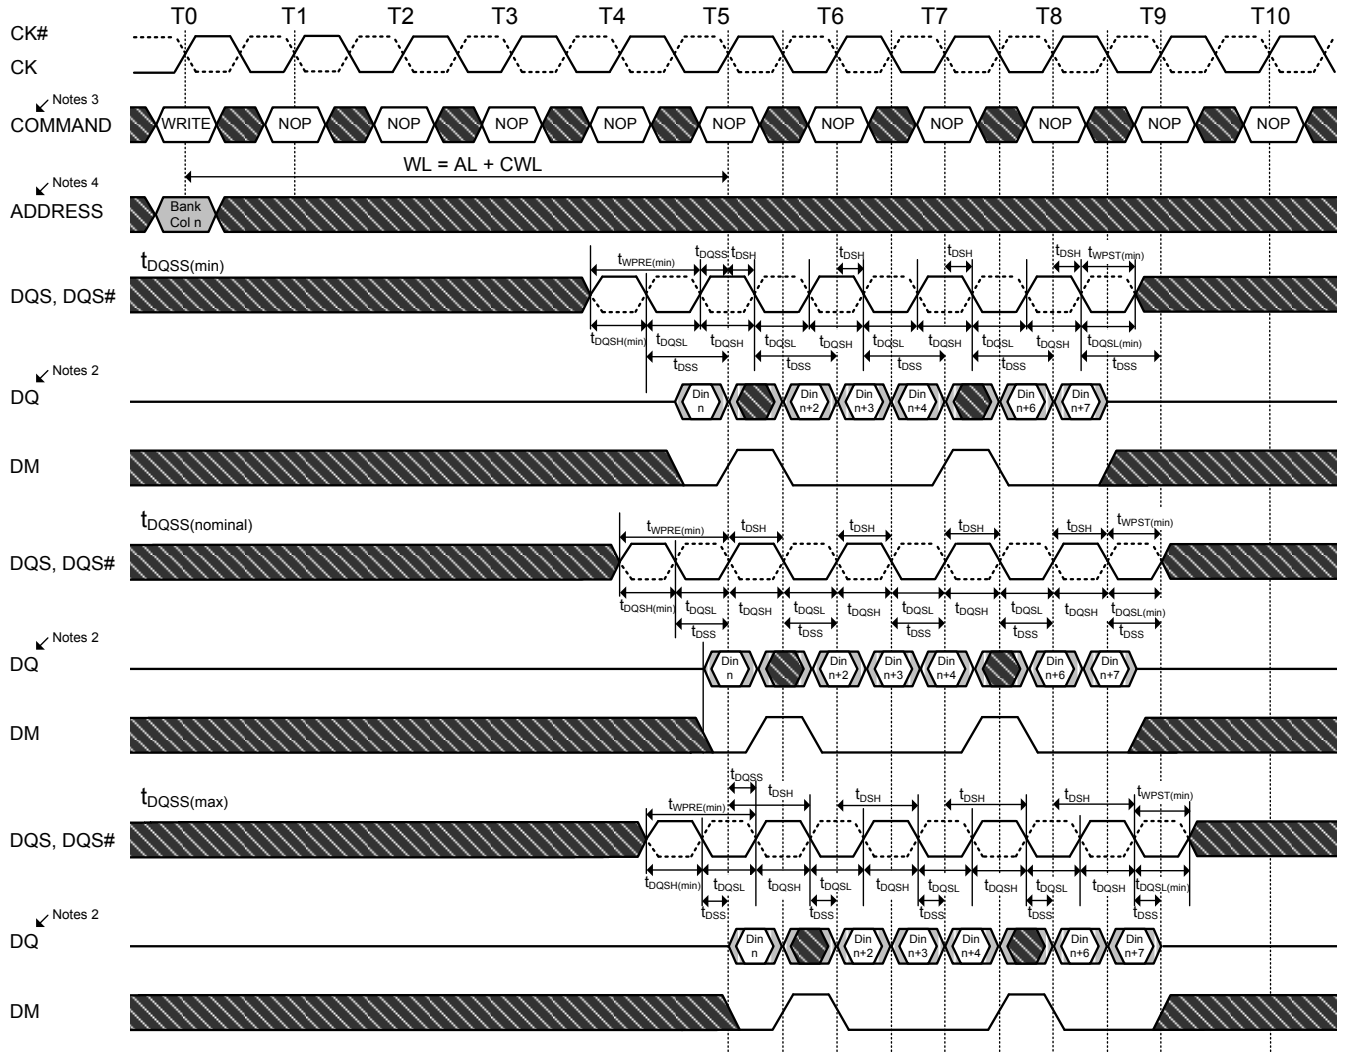 T0 T1 T2 T3 T4 T5 T6 T7 T8 T9 T10
CK#
CK
Notes 3
COMMAND WRITE NOP NOP NOP NOP NOP NOP NOP NOP NOP NOP
WL = AL + CWL
Notes 4
ADDRESS Bank Col n
tDQSS(min)
tWPRE(min) tDQSS tDSH tDSH tDSH tDSH tWPST(min)
DQS, DQS#
tDQSH(min) tDQSL tDQSH tDQSL tDQSH tDQSL tDQSH tDQSL tDQSH tDQSL(min)
tDSS tDSS tDSS tDSS tDSS
Notes 2
DQ Din n Din n+2 Din n+3 Din n+4 Din n+6 Din n+7
DM
tDQSS(nominal)
tWPRE(min) tDSH tDSH tDSH tDSH tWPST(min)
DQS, DQS#
tDQSH(min) tDQSL tDQSH tDQSL tDQSH tDQSL tDQSH tDQSL tDQSH tDQSL(min)
tDSS tDSS tDSS tDSS tDSS
Notes 2
DQ Din n Din n+2 Din n+3 Din n+4 Din n+6 Din n+7
DM
tDQSS
tDQSS(max)
tWPRE(min) tDSH tDSH tDSH tDSH tWPST(min)
DQS, DQS#
tDQSH(min) tDQSL tDQSH tDQSL tDQSH tDQSL tDQSH tDQSL tDQSH tDQSL(min)
tDSS tDSS tDSS tDSS tDSS
Notes 2
DQ Din n Din n+2 Din n+3 Din n+4 Din n+6 Din n+7
DM